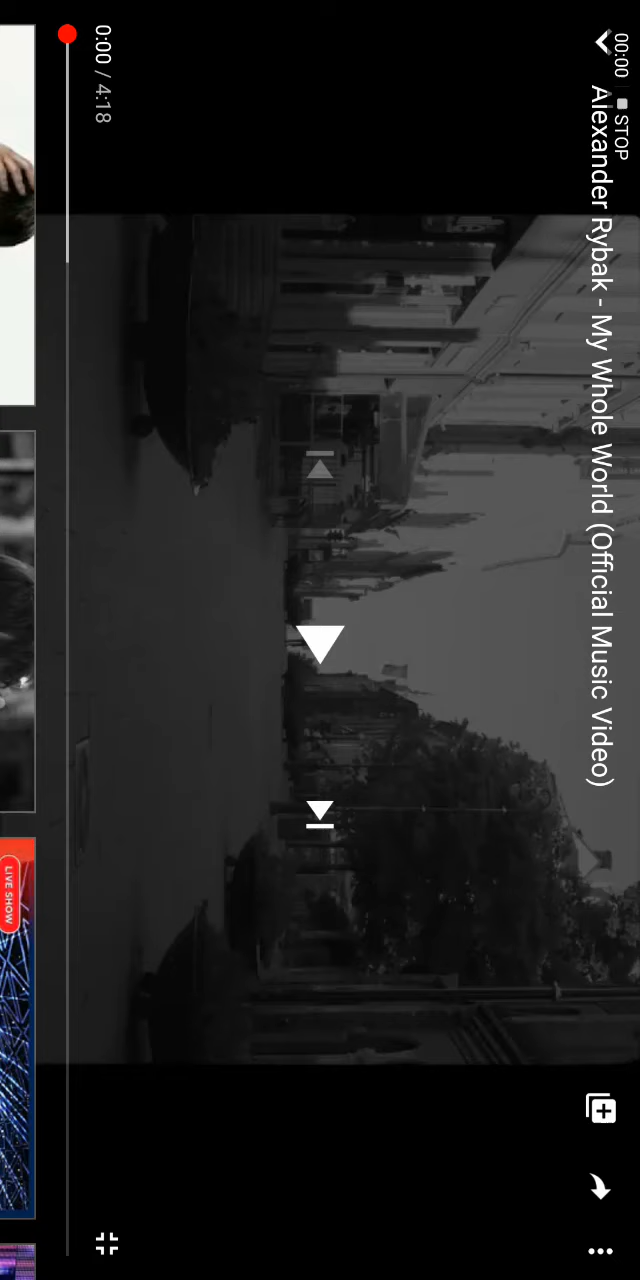 00:00 STOP
Alexander Rybak - My Whole World (Official Music Video)
0:00 / 4:18
LIVE SHOW